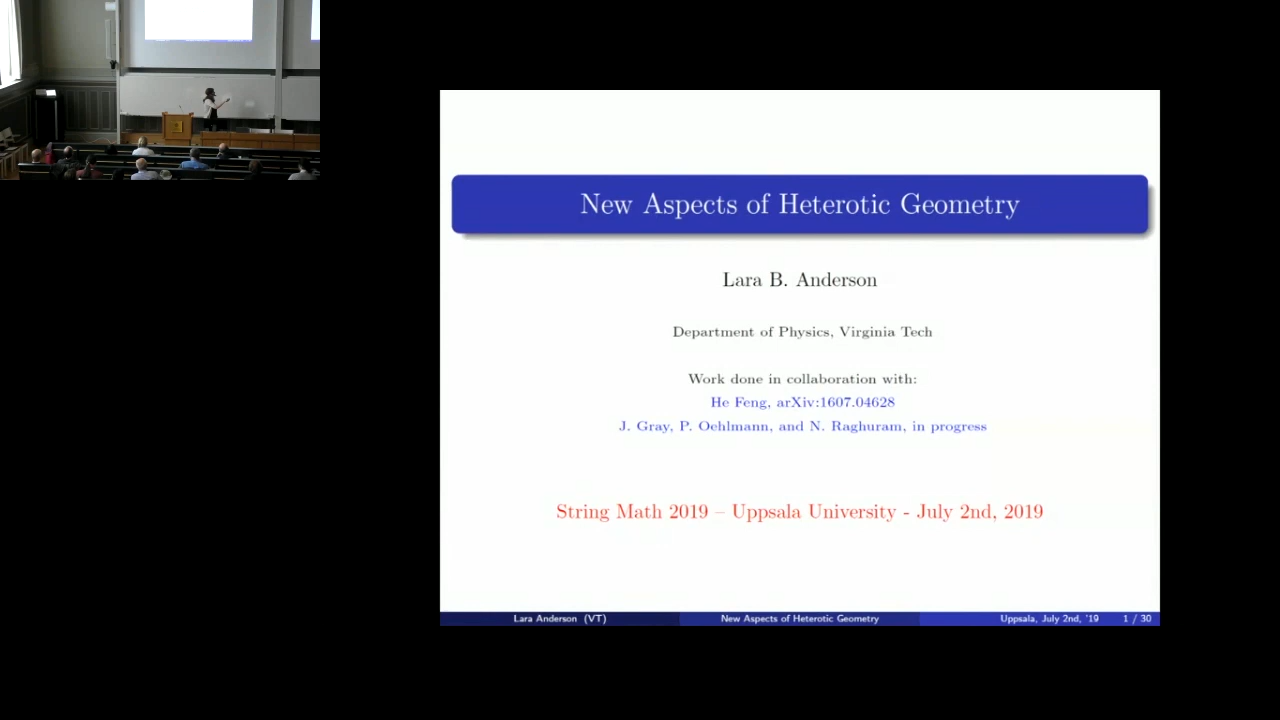 New Aspects of Heterotic Geometry
Lara B. Anderson
Department of Physics, Virginia Tech
Work done in collaboration with:
He Feng, arXiv:1607.04628
J. Gray, P. Oehlmann, and N. Raghuram, in progress
String Math 2019 – Uppsala University - July 2nd, 2019
Lara Anderson (VT) New Aspects of Heterotic Geometry Uppsala, July 2nd, '19 1 / 30